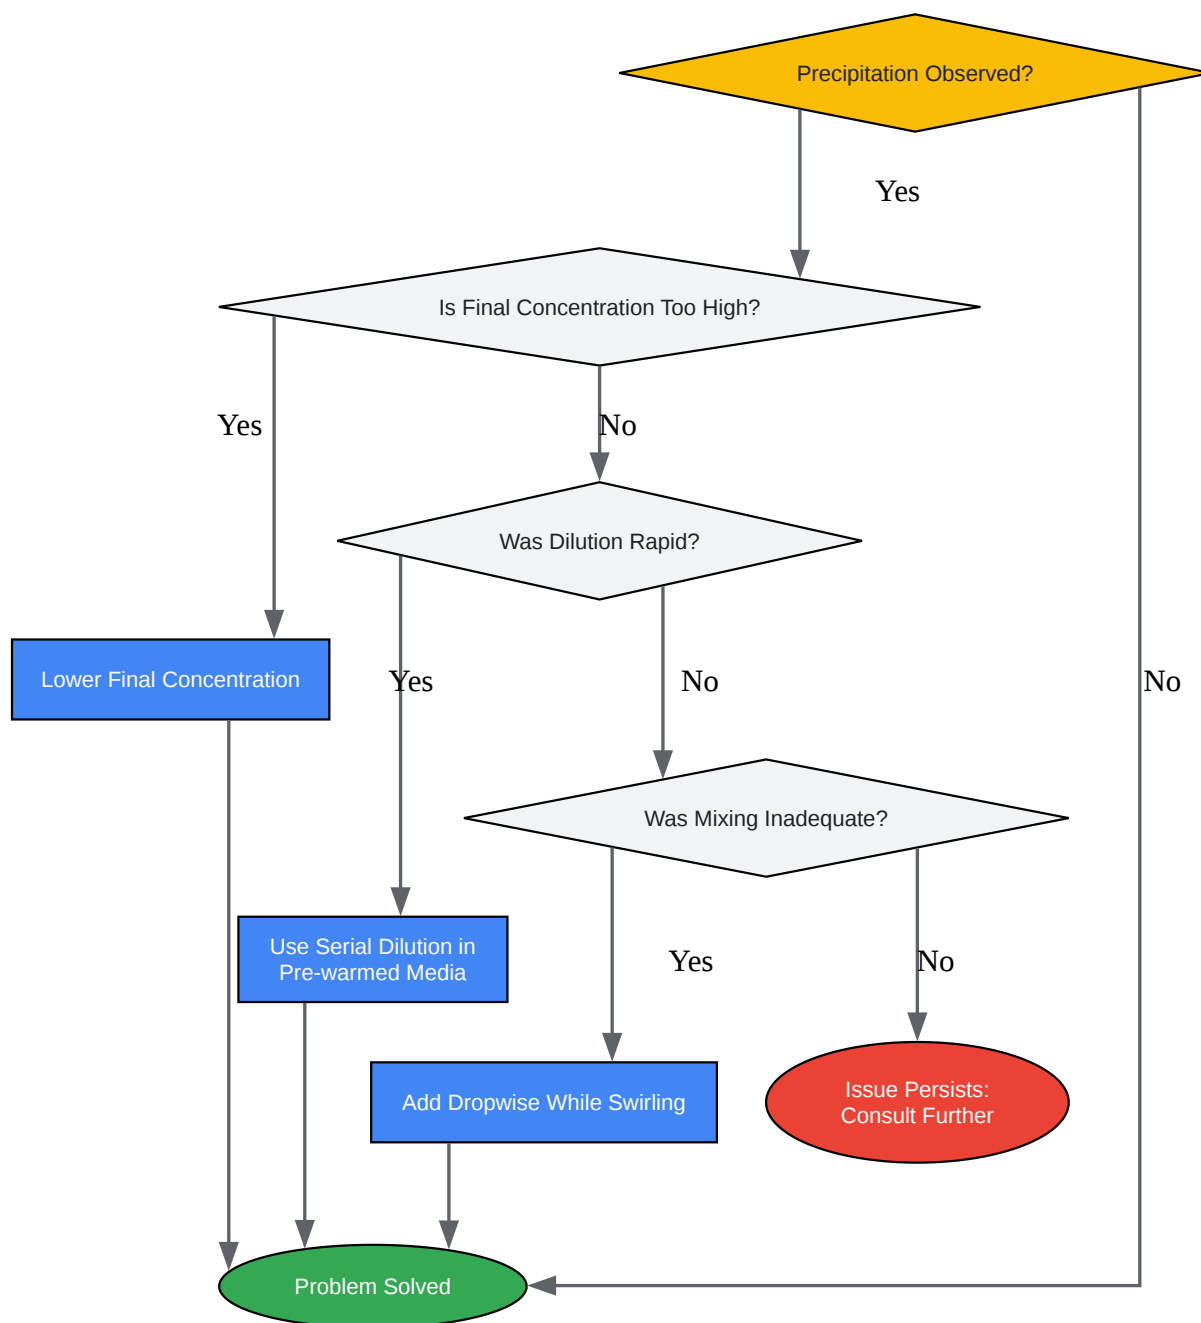 Precipitation Observed?
Yes
Is Final Concentration Too High?
Yes
No
Was Dilution Rapid?
Lower Final Concentration
Yes
No
No
Was Mixing Inadequate?
Use Serial Dilution in
Pre-warmed Media
Yes
No
Add Dropwise While Swirling
Issue Persists:
Consult Further
Problem Solved